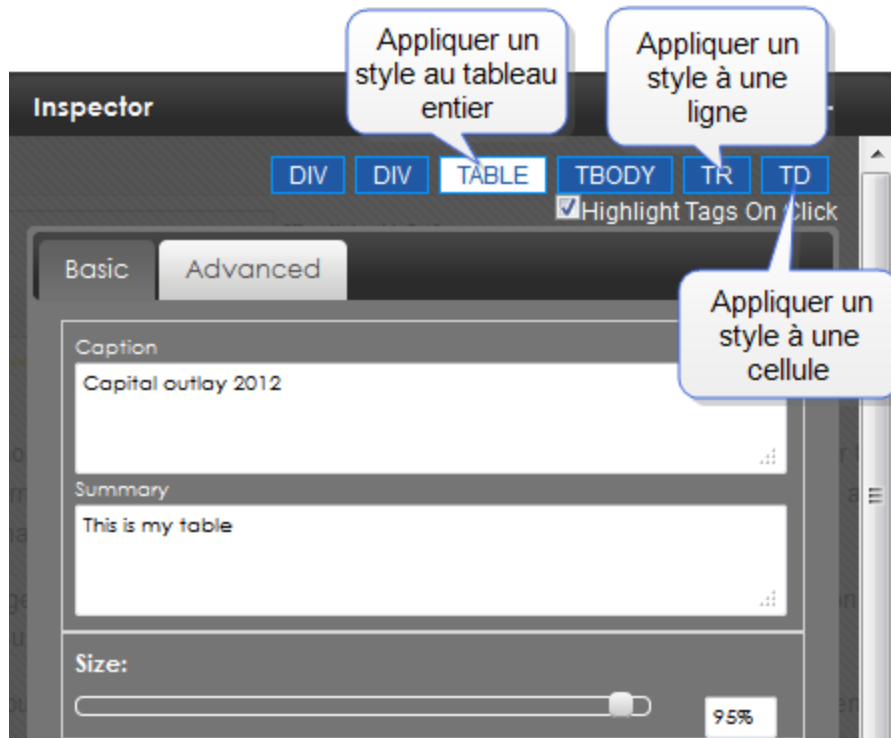 Appliquer un
style au tableau
entier
Appliquer un
style à une
ligne
Inspector
DIV DIV TABLE TBODY TR TD
Highlight Tags On Click
Basic Advanced
Appliquer un
style à une
cellule
Caption
Capital outlay 2012
Summary
This is my table
Size:
95%